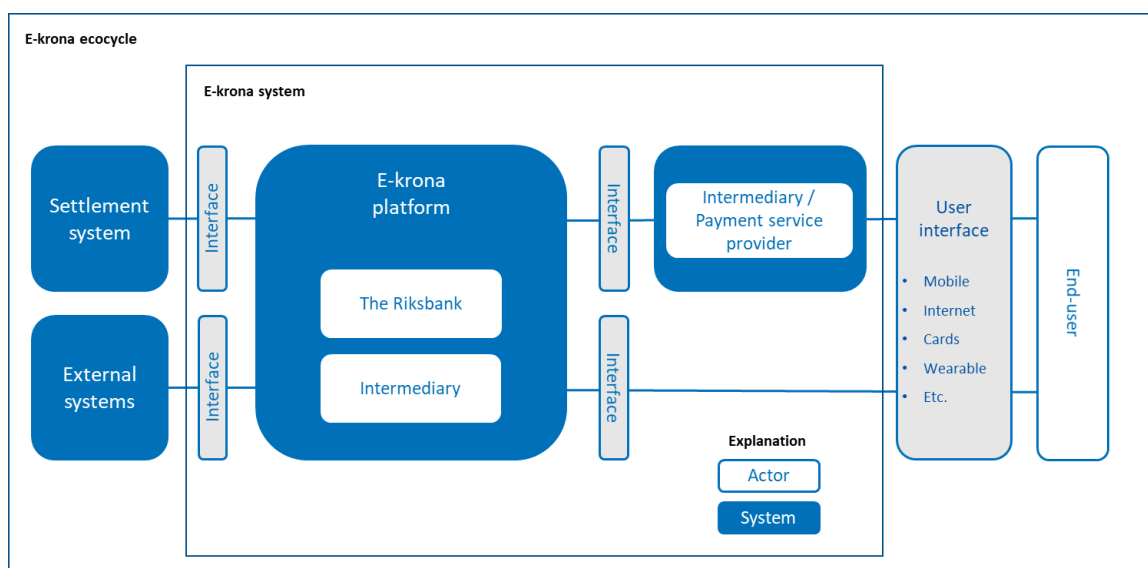 E-krona ecocycle
E-krona system
Settlement
system
Interface
E-krona
platform
The Riksbank
Intermediary
Interface
Intermediary /
Payment service
provider
User
interface
• Mobile
• Internet
• Cards
• Wearable
• Etc.
End-user
External
systems
Interface
Interface
Explanation
Actor
System